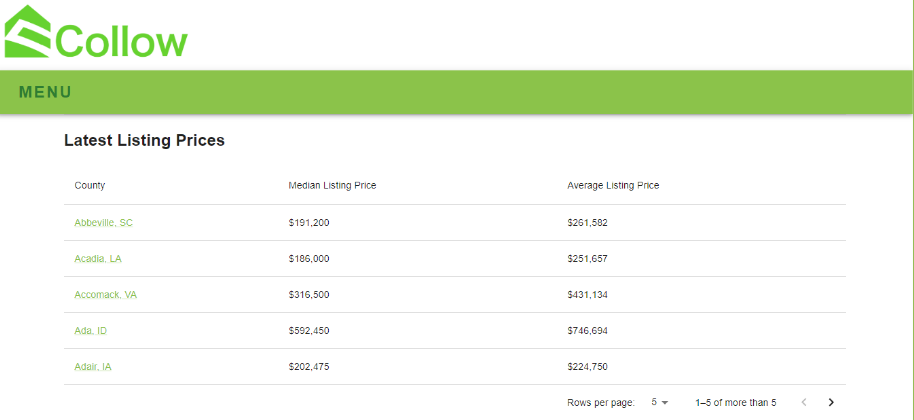 Collow
MENU
Latest Listing Prices
County Median Listing Price Average Listing Price
Abbeville, SC $191,200 $261,582
Acadia, LA $186,000 $251,657
Accomack, VA $316,500 $431,134
Ada, ID $592,450 $746,694
Adair, IA $202,475 $224,750
Rows per page: 5 1–5 of more than 5